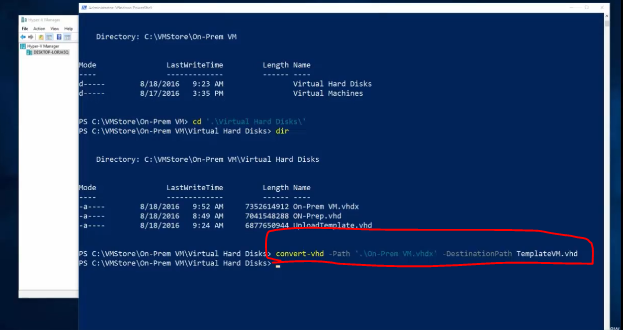 Hyper-V Manager
File Action View Help
Hyper-V Manager
Directory: C:\VMStore\On-Prem VM
Mode LastWriteTime Length Name
---- ------------- ------ ----
d----- 8/18/2016 9:23 AM Virtual Hard Disks
d----- 8/17/2016 3:35 PM Virtual Machines
PS C:\VMStore\On-Prem VM> cd '.\Virtual Hard Disks\'
PS C:\VMStore\On-Prem VM\Virtual Hard Disks> dir
Directory: C:\VMStore\On-Prem VM\Virtual Hard Disks
Mode LastWriteTime Length Name
---- ------------- ------ ----
-a---- 8/18/2016 9:52 AM 7352614912 On-Prem VM.vhdx
-a---- 8/18/2016 8:49 AM 7041548288 ON-Prep.vhd
-a---- 8/18/2016 9:24 AM 6877650944 UploadTemplate.vhd
PS C:\VMStore\On-Prem VM\Virtual Hard Disks> convert-vhd -Path '.\On-Prem VM.vhdx' -DestinationPath TemplateVM.vhd
PS C:\VMStore\On-Prem VM\Virtual Hard Disks>